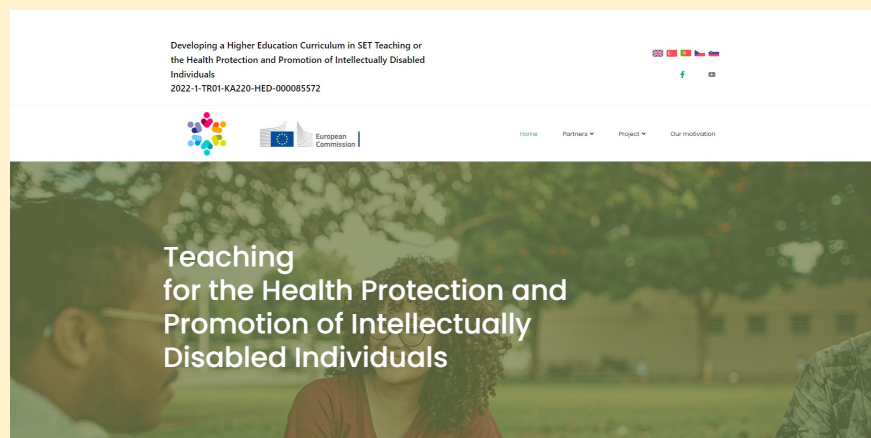 Developing a Higher Education Curriculum in SET Teaching or
the Health Protection and Promotion of Intellectually Disabled
Individuals
2022-1-TR01-KA220-HED-000085572
European
Commission
Home Partners Project Our motivation
Teaching
for the Health Protection and
Promotion of Intellectually
Disabled Individuals